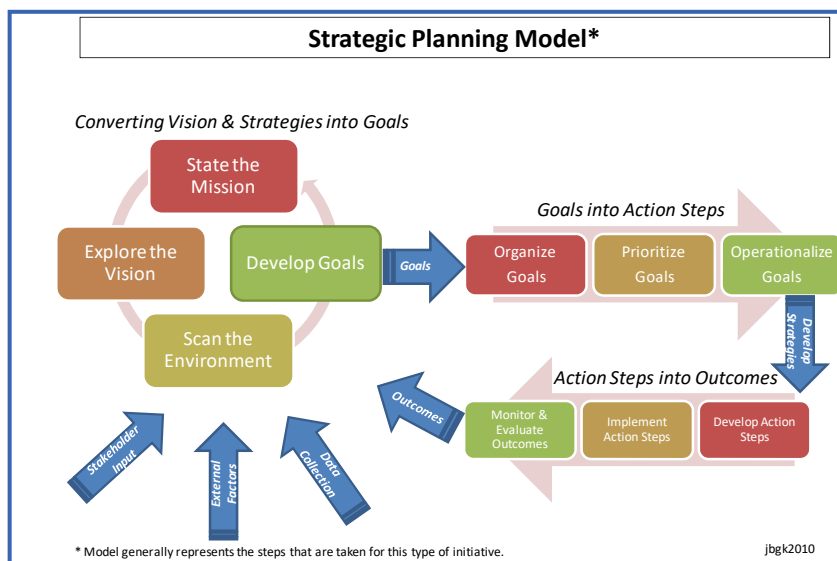 Strategic Planning Model*
Converting Vision & Strategies into Goals
State the
Mission
Explore the
Vision
Develop Goals
Scan the
Environment
Goals
Goals into Action Steps
Organize
Goals
Prioritize
Goals
Operationalize
Goals
Develop
Strategies
Action Steps into Outcomes
Monitor &
Evaluate
Outcomes
Implement
Action Steps
Develop Action
Steps
Outcomes
Stakeholder
Input
External
Factors
Data
Collection
* Model generally represents the steps that are taken for this type of initiative.
jbgk2010